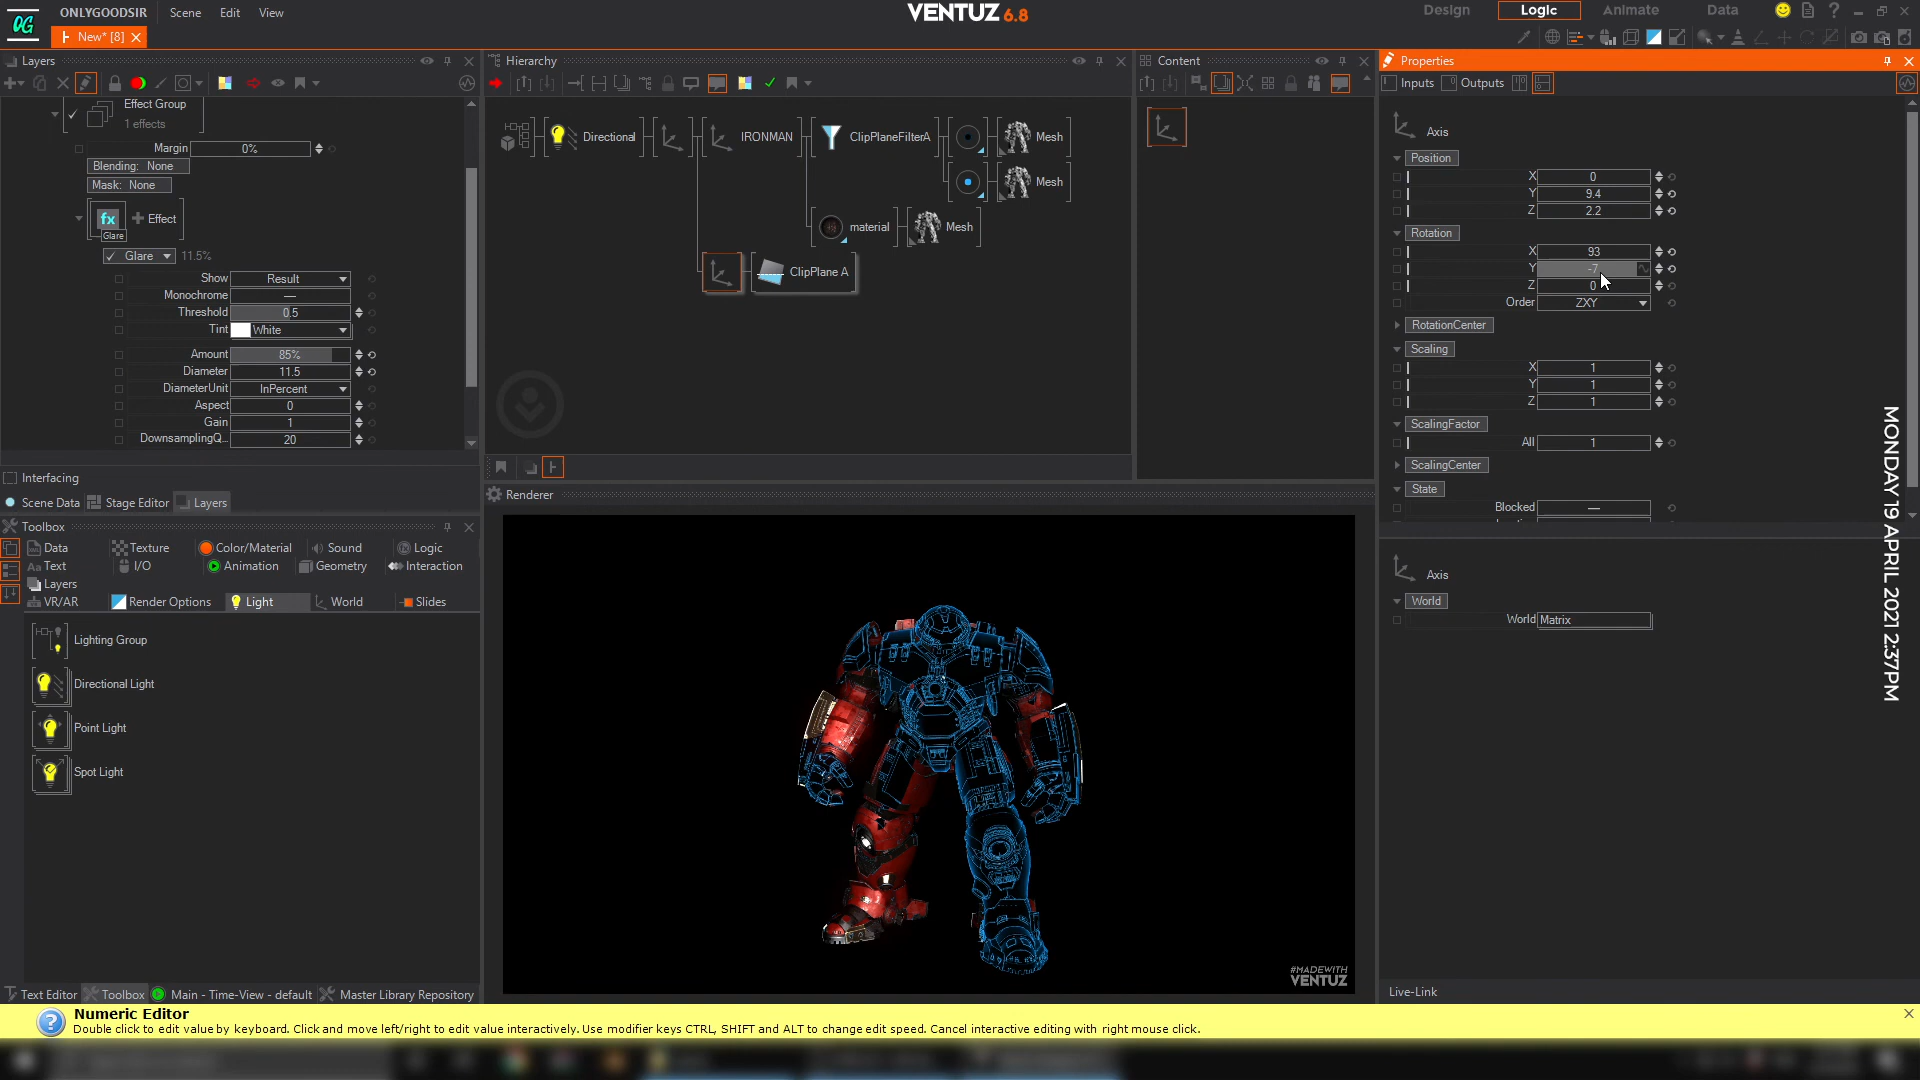 OG
ONLYGOODSIR
Scene
Edit
View
VENTUZ 6.8
Design
Logic
Animate
Data
New* [8]
Layers
Hierarchy
Content
Properties
Inputs
Outputs
Effect Group
1 effects
Margin 0%
Blending: None
Mask: None
fx
Glare
Effect
Glare 11.5%
Show Result
Monochrome —
Threshold 0.5
Tint White
Amount 85%
Diameter 11.5
DiameterUnit InPercent
Aspect 0
Gain 1
DownsamplingQ... 20
Interfacing
Scene Data
Stage Editor
Layers
Directional
IRONMAN
ClipPlaneFilterA
Mesh
Mesh
material
Mesh
ClipPlane A
Axis
Position
X 0
Y 9.4
Z 2.2
Rotation
X 93
Y -7
Z 0
Order ZXY
RotationCenter
Scaling
X 1
Y 1
Z 1
ScalingFactor
All 1
ScalingCenter
State
Blocked —
Axis
World
World Matrix
Live-Link
MONDAY 19 APRIL 2021 2:37PM
Toolbox
Data
Texture
Color/Material
Sound
Logic
Aa Text
I/O
Animation
Geometry
Interaction
Layers
VR/AR
Render Options
Light
World
Slides
Lighting Group
Directional Light
Point Light
Spot Light
Renderer
#MADEWITH
VENTUZ
Text Editor
Toolbox
Main - Time-View - default
Master Library Repository
Numeric Editor
Double click to edit value by keyboard. Click and move left/right to edit value interactively. Use modifier keys CTRL, SHIFT and ALT to change edit speed. Cancel interactive editing with right mouse click.